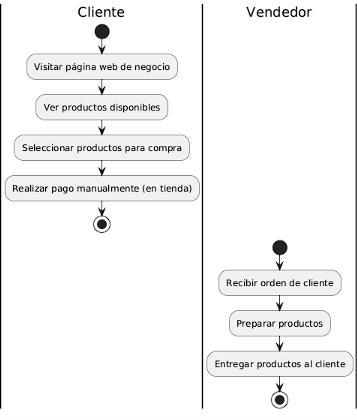 Cliente
Vendedor
Visitar página web de negocio
Ver productos disponibles
Seleccionar productos para compra
Realizar pago manualmente (en tienda)
Recibir orden de cliente
Preparar productos
Entregar productos al cliente